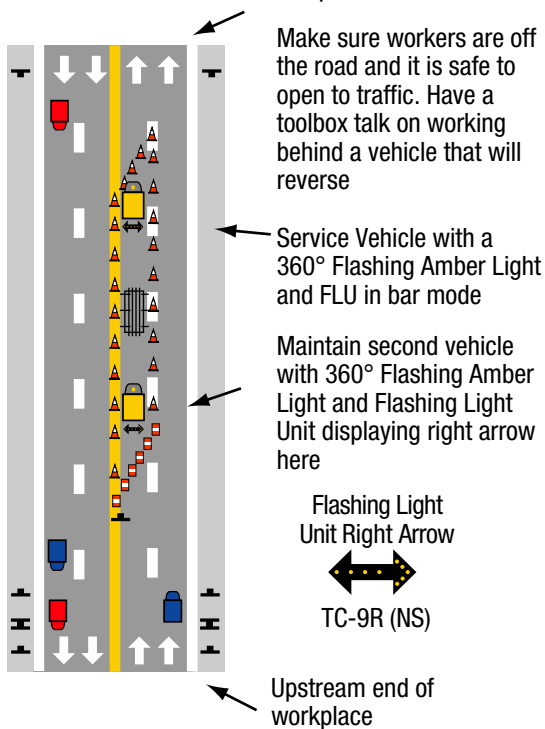 Make sure workers are off
the road and it is safe to
open to traffic. Have a
toolbox talk on working
behind a vehicle that will
reverse
Service Vehicle with a
360° Flashing Amber Light
and FLU in bar mode
Maintain second vehicle
with 360° Flashing Amber
Light and Flashing Light
Unit displaying right arrow
here
Flashing Light
Unit Right Arrow
TC-9R (NS)
Upstream end of
workplace